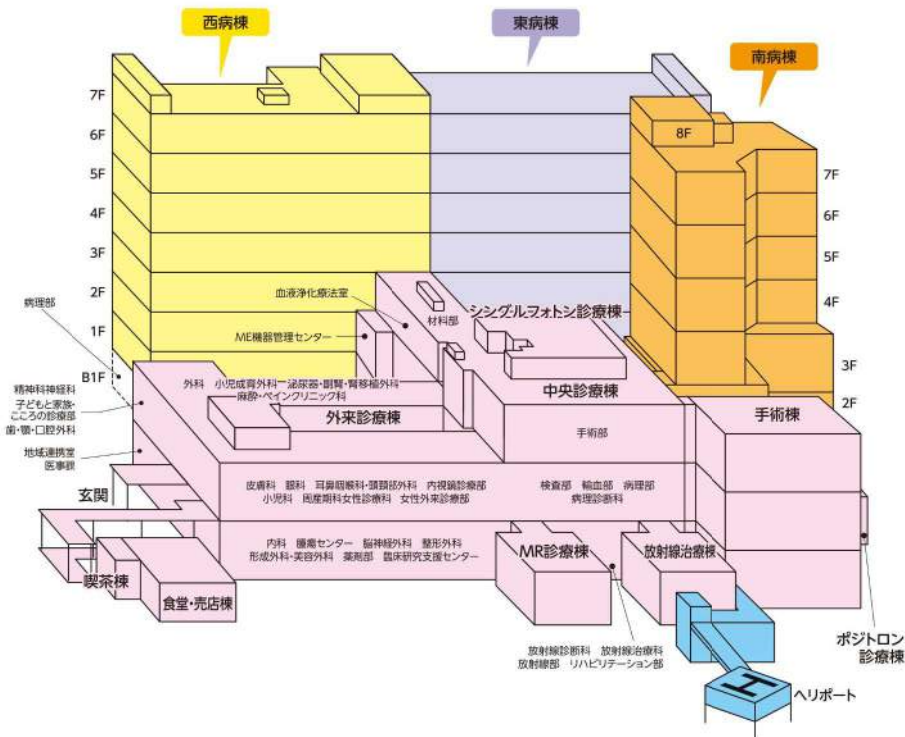 西病棟
東病棟
南病棟
7F
6F
5F
4F
3F
2F
1F
B1F
8F
7F
6F
5F
4F
3F
2F
病理部
血液浄化療法室
材料部
シングルフォトン診療棟
ME機器管理センター
精神科神経科
子どもと家族・
こころの診療部
歯・顎・口腔外科
地域連携室
医事課
玄関
外科 小児成育外科 泌尿器・副腎・腎移植外科
麻酔・ペインクリニック科
外来診療棟
中央診療棟
手術部
手術棟
皮膚科 眼科 耳鼻咽喉科・頭頸部外科 内視鏡診療部
小児科 周産期科女性診療科 女性外来診療部
検査部 輸血部 病理部
病理診断科
内科 腫瘍センター 脳神経外科 整形外科
形成外科・美容外科 薬剤部 臨床研究支援センター
MR診療棟
放射線治療棟
喫茶棟
食堂・売店棟
放射線診断科 放射線治療科
放射線部 リハビリテーション部
ポジトロン
診療棟
H
ヘリポート